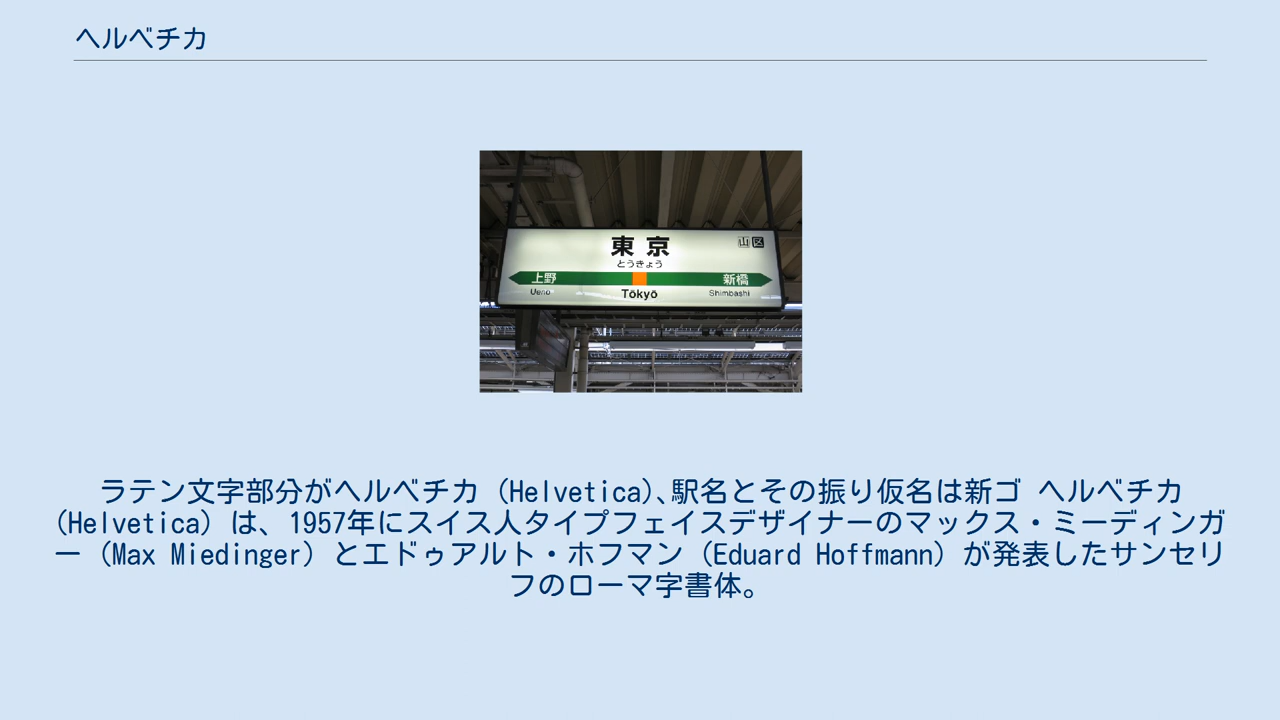 ヘルベチカ
東京
山区
とうきょう
上野 新橋
Ueno Tōkyō Shimbashi
ラテン文字部分がヘルベチカ (Helvetica)､駅名とその振り仮名は新ゴ ヘルベチカ
(Helvetica) は、1957年にスイス人タイプフェイスデザイナーのマックス・ミーディンガ
ー (Max Miedinger) とエドゥアルト・ホフマン (Eduard Hoffmann) が発表したサンセリ
フのローマ字書体。